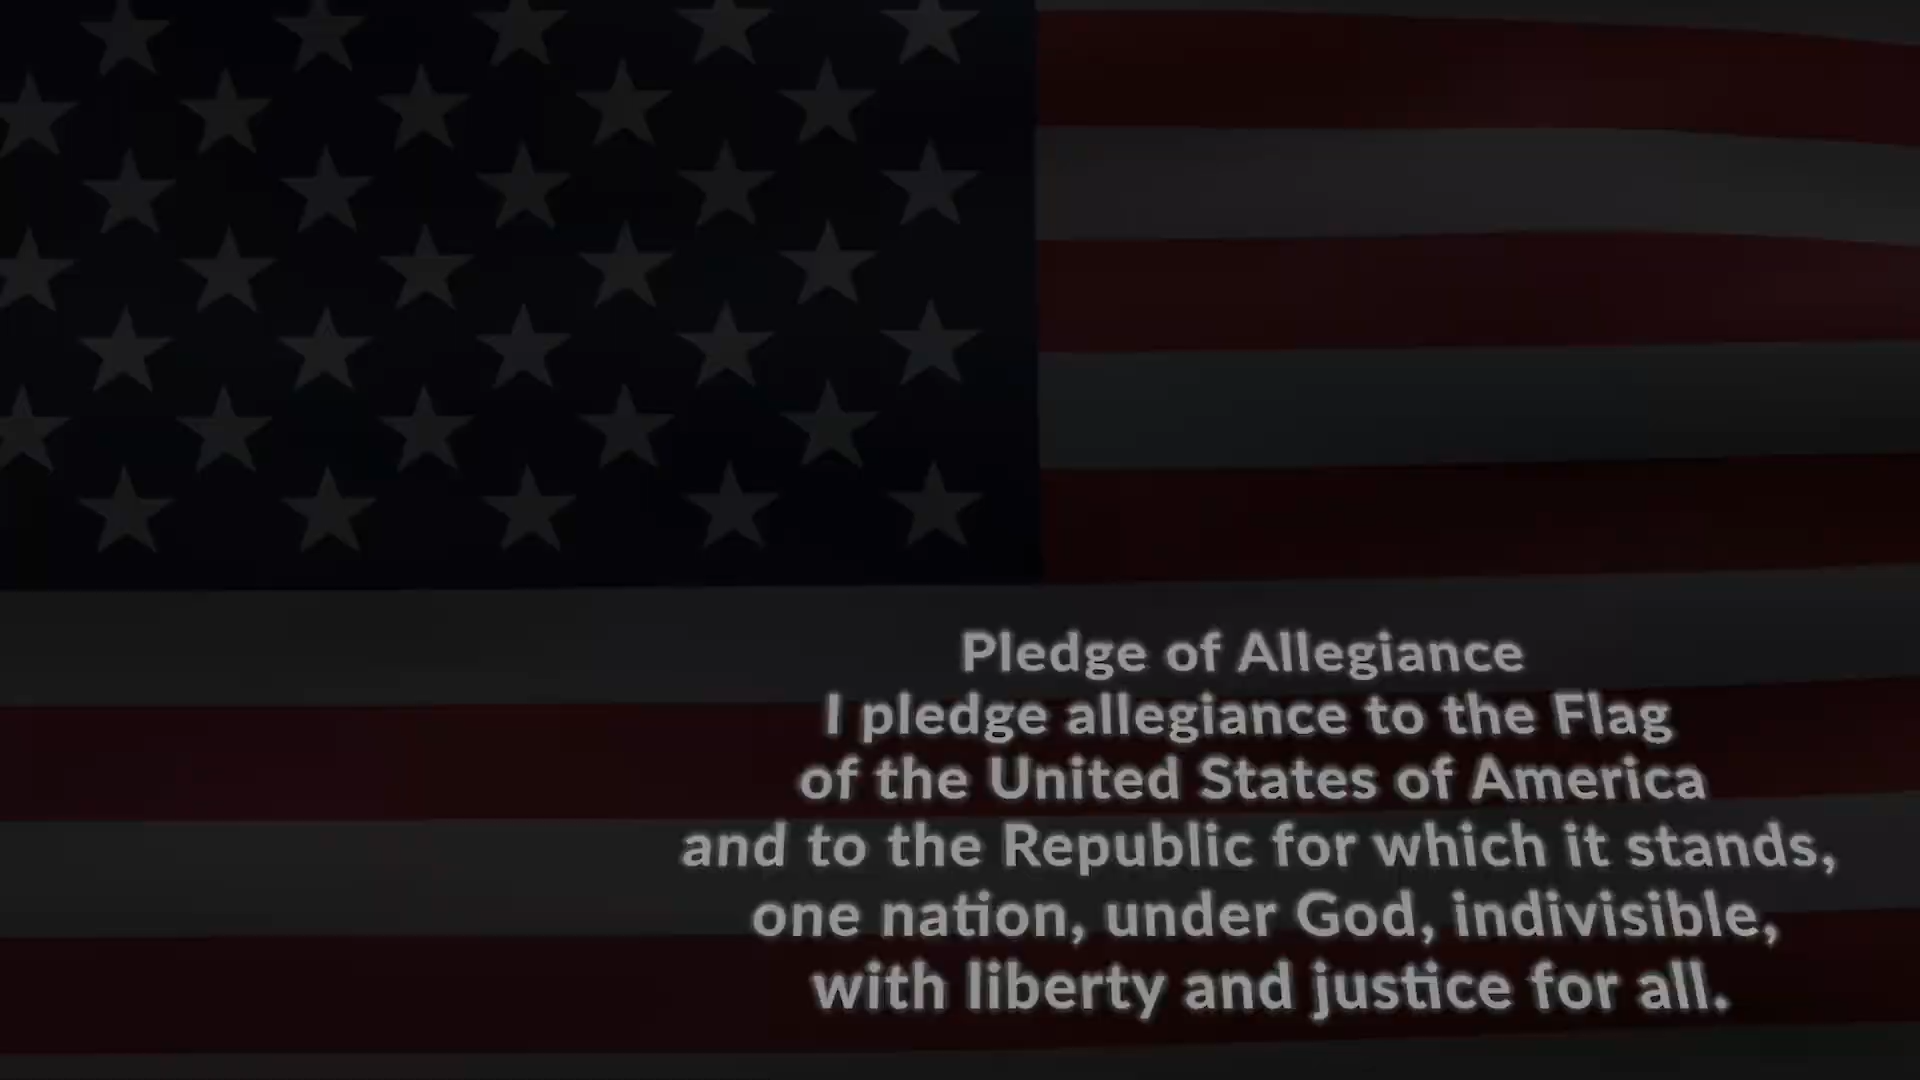 Pledge of Allegiance
I pledge allegiance to the Flag
of the United States of America
and to the Republic for which it stands,
one nation, under God, indivisible,
with liberty and justice for all.